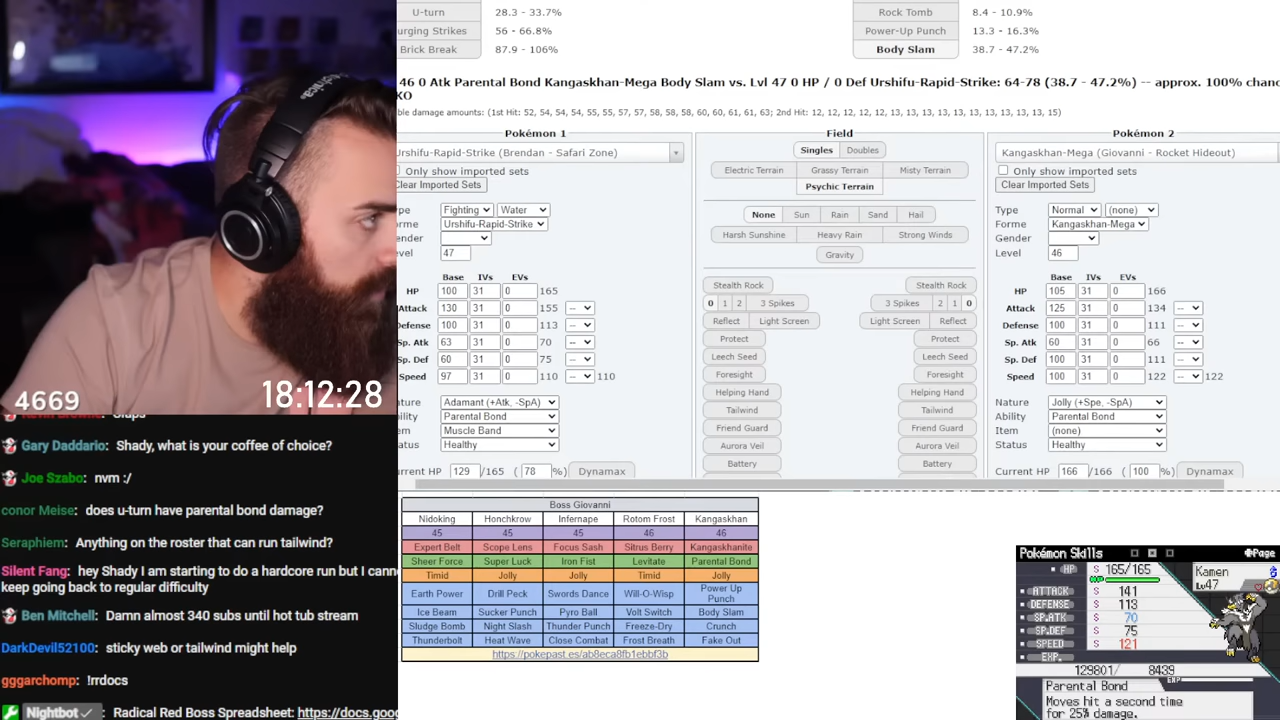 U-turn 28.3 - 33.7%
urging Strikes 56 - 66.8%
Brick Break 87.9 - 106%
Rock Tomb 8.4 - 10.9%
Power-Up Punch 13.3 - 16.3%
Body Slam 38.7 - 47.2%
46 0 Atk Parental Bond Kangaskhan-Mega Body Slam vs. Lvl 47 0 HP / 0 Def Urshifu-Rapid-Strike: 64-78 (38.7 - 47.2%) -- approx. 100% chanc
KO
ble damage amounts: (1st Hit: 52, 54, 54, 54, 55, 55, 57, 57, 58, 58, 58, 60, 60, 61, 61, 63; 2nd Hit: 12, 12, 12, 12, 12, 13, 13, 13, 13, 13, 13, 13, 13, 13, 13, 15)
Pokémon 1
Urshifu-Rapid-Strike (Brendan - Safari Zone)
Only show imported sets
Clear Imported Sets
ype Fighting Water
Forme Urshifu-Rapid-Strike
Gender
Level 47
Base IVs EVs
HP 100 31 0 165
Attack 130 31 0 155 --
Defense 100 31 0 113 --
Sp. Atk 63 31 0 70 --
Sp. Def 60 31 0 75 --
Speed 97 31 0 110 -- 110
Nature Adamant (+Atk, -SpA)
Ability Parental Bond
Item Muscle Band
Status Healthy
urrent HP 129 /165 ( 78 %) Dynamax
Field
Singles Doubles
Electric Terrain Grassy Terrain Misty Terrain
Psychic Terrain
None Sun Rain Sand Hail
Harsh Sunshine Heavy Rain Strong Winds
Gravity
Stealth Rock Stealth Rock
0 1 2 3 Spikes 3 Spikes 2 1 0
Reflect Light Screen Light Screen Reflect
Protect Protect
Leech Seed Leech Seed
Foresight Foresight
Helping Hand Helping Hand
Tailwind Tailwind
Friend Guard Friend Guard
Aurora Veil Aurora Veil
Battery Battery
Pokémon 2
Kangaskhan-Mega (Giovanni - Rocket Hideout)
Only show imported sets
Clear Imported Sets
Type Normal (none)
Forme Kangaskhan-Mega
Gender
Level 46
Base IVs EVs
HP 105 31 0 166
Attack 125 31 0 134 --
Defense 100 31 0 111 --
Sp. Atk 60 31 0 66 --
Sp. Def 100 31 0 111 --
Speed 100 31 0 122 -- 122
Nature Jolly (+Spe, -SpA)
Ability Parental Bond
Item (none)
Status Healthy
Current HP 166 /166 ( 100 %) Dynamax
4669
18:12:28
Gary Daddario: Shady, what is your coffee of choice?
Joe Szabo: nvm :/
conor Meise: does u-turn have parental bond damage?
Seraphiem: Anything on the roster that can run tailwind?
Silent Fang: hey Shady I am starting to do a hardcore run but I canno
keep going back to regular difficulty
Ben Mitchell: Damn almost 340 subs until hot tub stream
DarkDevil52100: sticky web or tailwind might help
gggarchomp: !rrdocs
Nightbot Radical Red Boss Spreadsheet: https://docs.goog
Boss Giovanni
Nidoking Honchkrow Infernape Rotom Frost Kangaskhan
45 45 45 46 46
Expert Belt Scope Lens Focus Sash Sitrus Berry Kangaskhanite
Sheer Force Super Luck Iron Fist Levitate Parental Bond
Timid Jolly Jolly Timid Jolly
Earth Power Drill Peck Swords Dance Will-O-Wisp Power Up Punch
Ice Beam Sucker Punch Pyro Ball Volt Switch Body Slam
Sludge Bomb Night Slash Thunder Punch Freeze-Dry Crunch
Thunderbolt Heat Wave Close Combat Frost Breath Fake Out
https://pokepast.es/ab8eca8fb1ebbf3b
Pokémon Skills Page
HP S 165/165
Kamen
Lv47
ATTACK S 141
DEFENSE S 113
SP.ATK S 70
SP.DEF S 75
SPEED S 121
EXP.
129801/ 8439
Parental Bond
Moves hit a second time
for 25% damage.